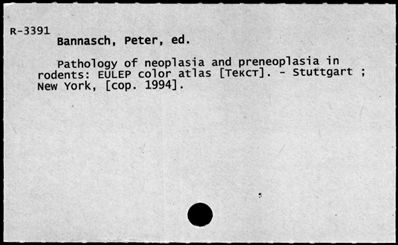 R-3391
Bannasch, Peter, ed.
Pathology of neoplasia and preneoplasia in
rodents: EULEP color atlas [Текст]. - Stuttgart ;
New York, [cop. 1994].